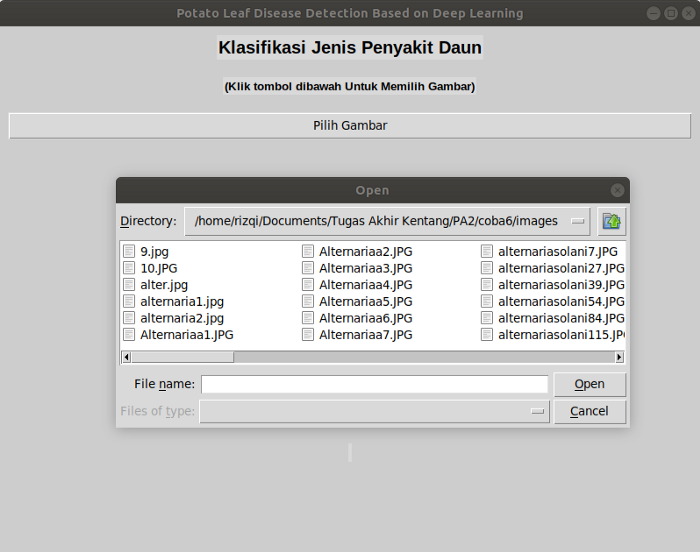 Potato Leaf Disease Detection Based on Deep Learning
Klasifikasi Jenis Penyakit Daun
(Klik tombol dibawah Untuk Memilih Gambar)
Pilih Gambar
Open
Directory: /home/rizqi/Documents/Tugas Akhir Kentang/PA2/coba6/images
9.jpg Alternariaa2.JPG alternariasolani7.JPG
10.JPG Alternariaa3.JPG alternariasolani27.JPG
alter.jpg Alternariaa4.JPG alternariasolani39.JPG
alternaria1.jpg Alternariaa5.JPG alternariasolani54.JPG
alternaria2.jpg Alternariaa6.JPG alternariasolani84.JPG
Alternariaa1.JPG Alternariaa7.JPG alternariasolani115.JP
File name: Open
Files of type: Cancel